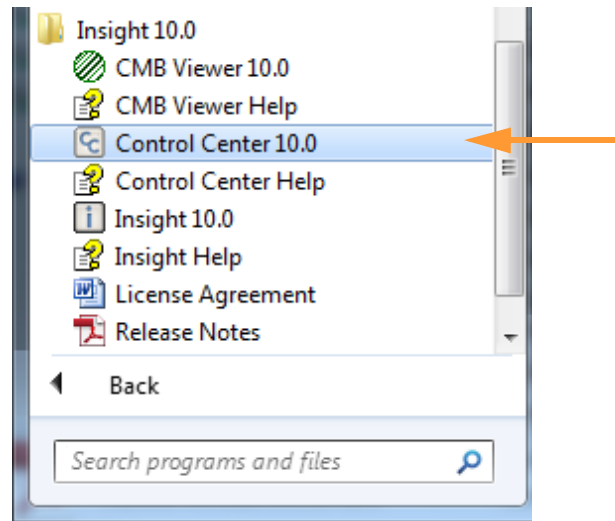 Insight 10.0
CMB Viewer 10.0
CMB Viewer Help
Control Center 10.0
Control Center Help
Insight 10.0
Insight Help
License Agreement
Release Notes
Back
Search programs and files